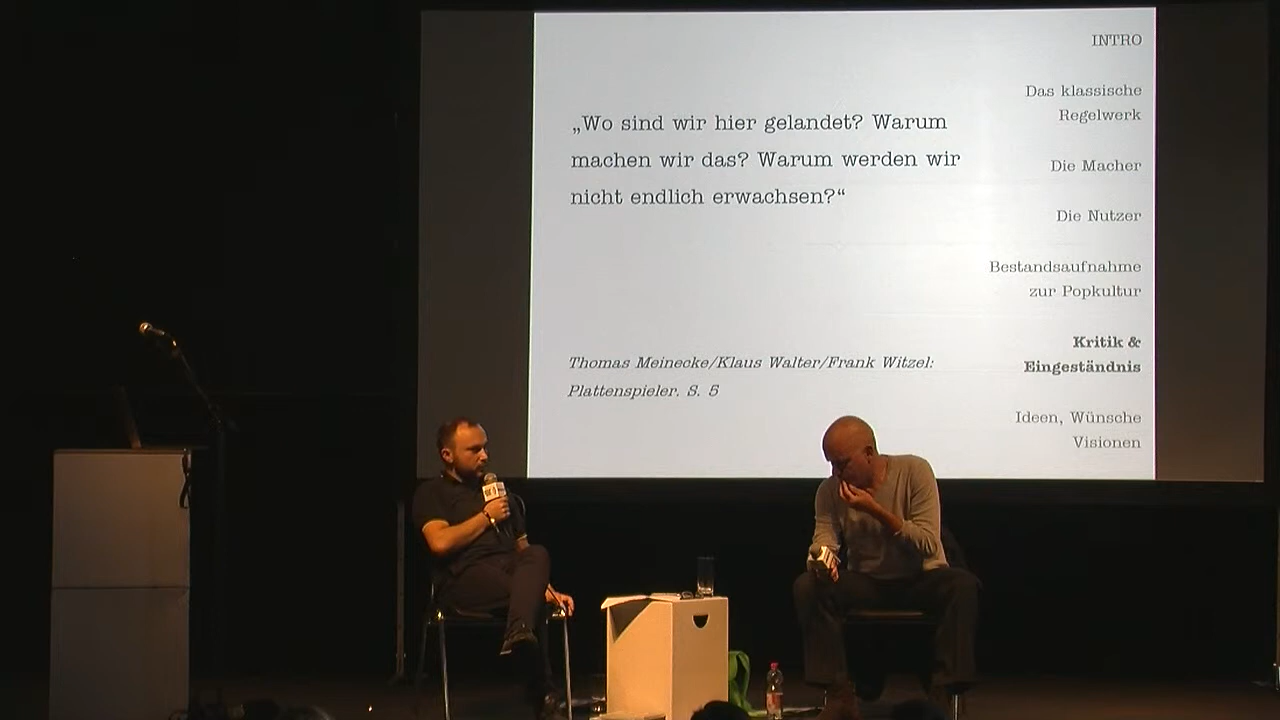 „Wo sind wir hier gelandet? Warum
machen wir das? Warum werden wir
nicht endlich erwachsen?“
Thomas Meinecke/Klaus Walter/Frank Witzel:
Plattenspieler. S. 5
INTRO
Das klassische
Regelwerk
Die Macher
Die Nutzer
Bestandsaufnahme
zur Popkultur
Kritik &
Eingeständnis
Ideen, Wünsche
Visionen